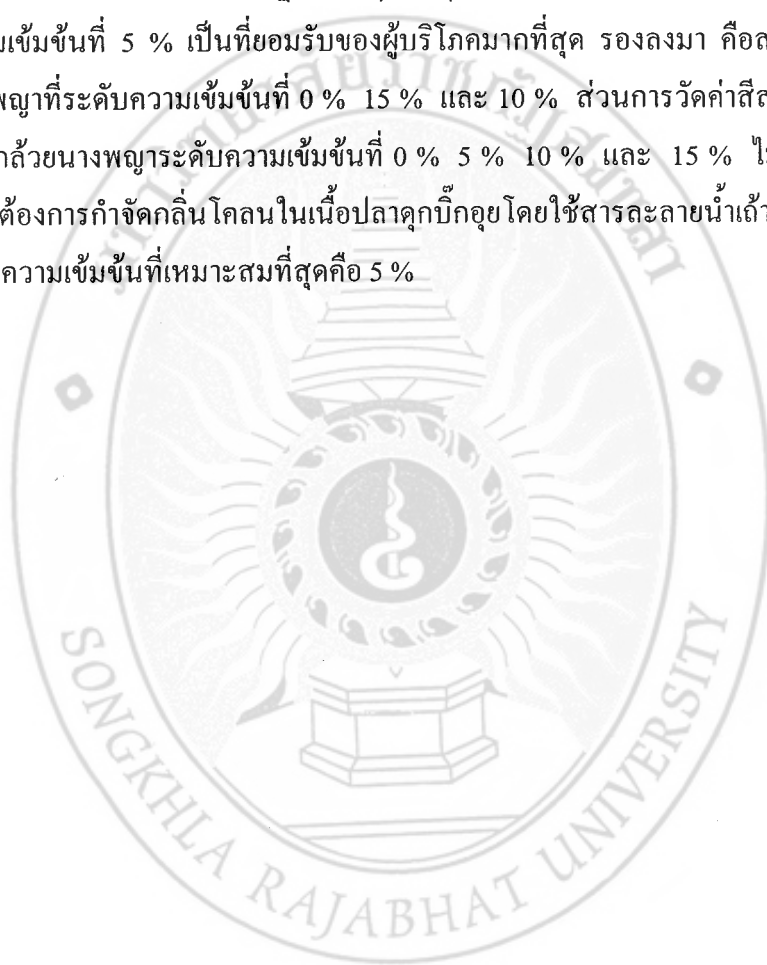 มเข้มข้นที่ 5 % เป็นที่ยอมรับของผู้บริโภคมากที่สุด รองลงมา คือส
พญาที่ระดับความเข้มข้นที่ 0 % 15 % และ 10 % ส่วนการวัดค่าสีส
กล้วยนางพญาระดับความเข้มข้นที่ 0 % 5 % 10 % และ 15 % ไ
ต้องการกำจัดกลิ่นโคลนในเนื้อปลาดุกบิ๊กอุยโดยใช้สารละลายน้ำเถ้า
ความเข้มข้นที่เหมาะสมที่สุดคือ 5 %
SONGKHLA RAJABHAT UNIVERSITY